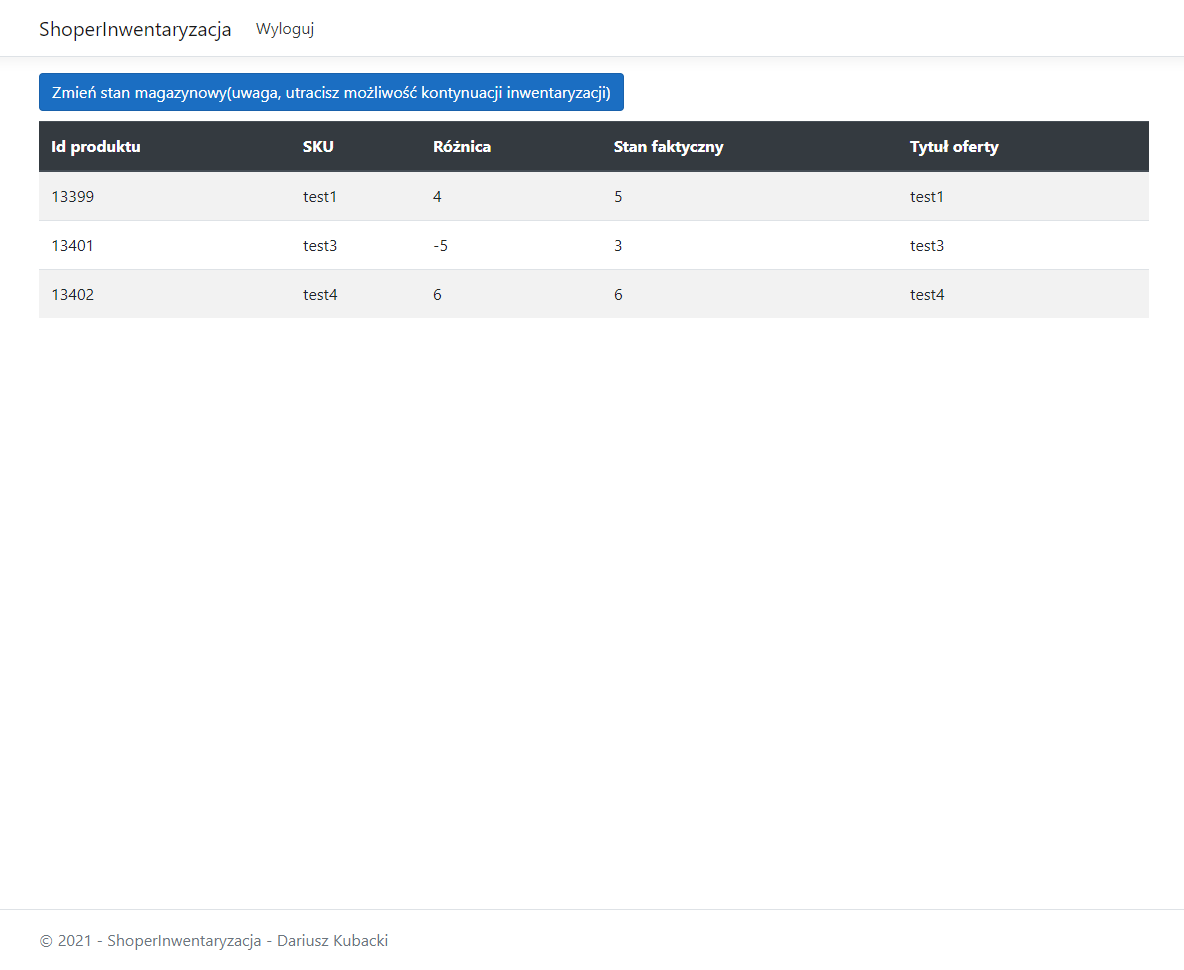 ShoperInwentaryzacja Wyloguj
Zmień stan magazynowy(uwaga, utracisz możliwość kontynuacji inwentaryzacji)
Id produktu SKU Różnica Stan faktyczny Tytuł oferty
13399 test1 4 5 test1
13401 test3 -5 3 test3
13402 test4 6 6 test4
© 2021 - ShoperInwentaryzacja - Dariusz Kubacki